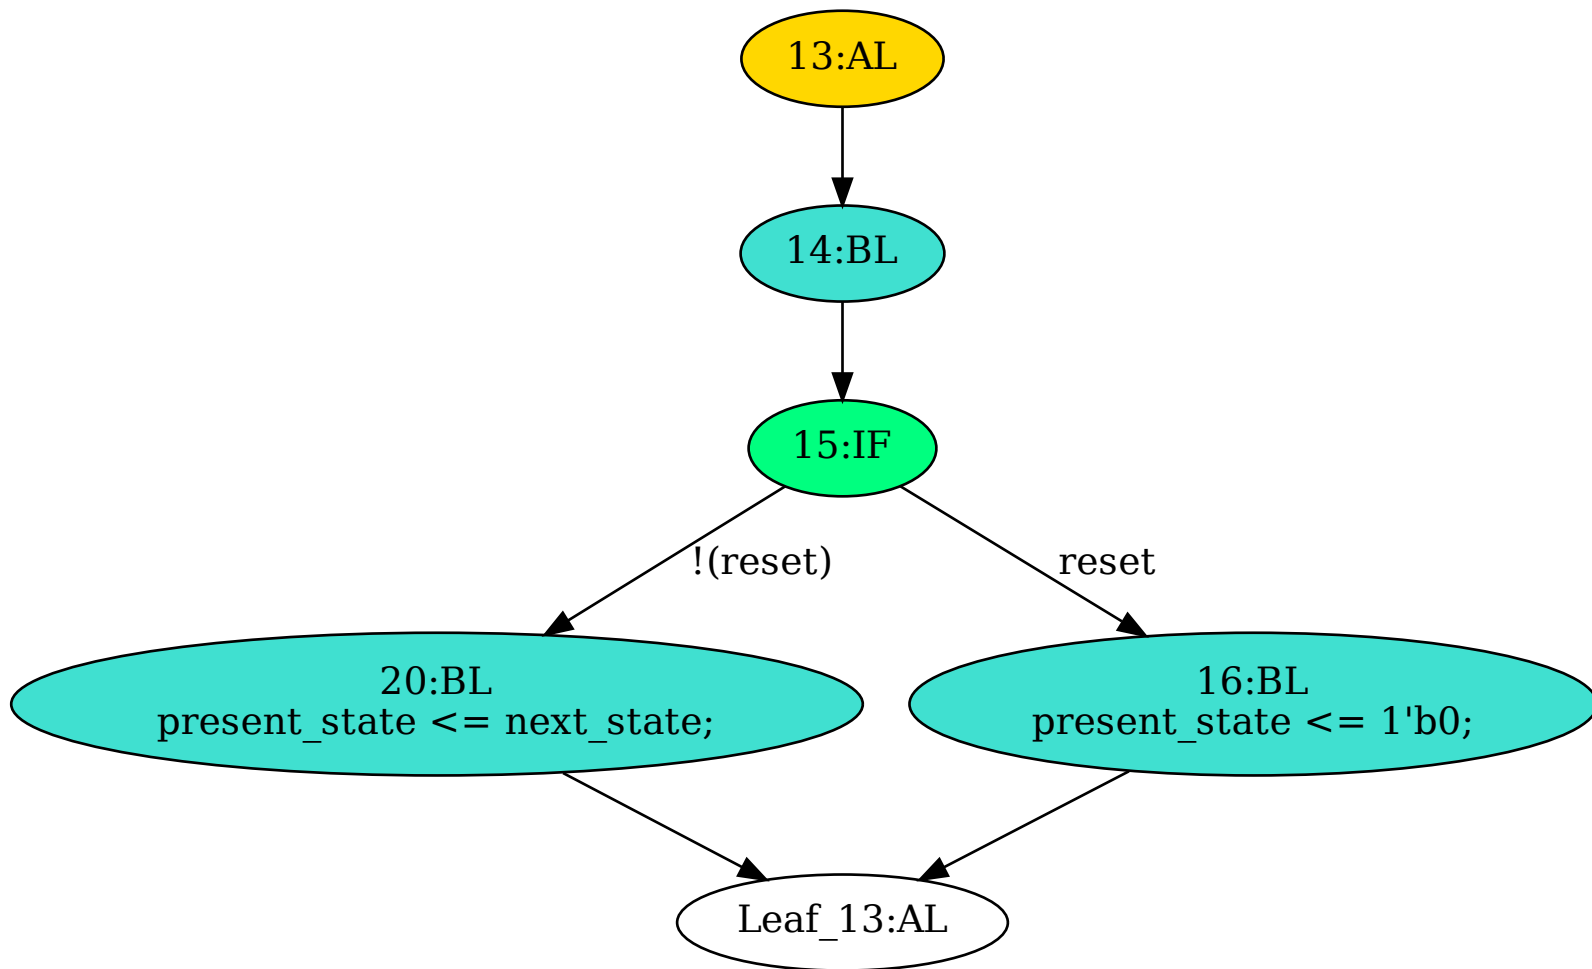 13:AL
14:BL
15:IF
!(reset)
reset
20:BL
present_state <= next_state;
16:BL
present_state <= 1'b0;
Leaf_13:AL